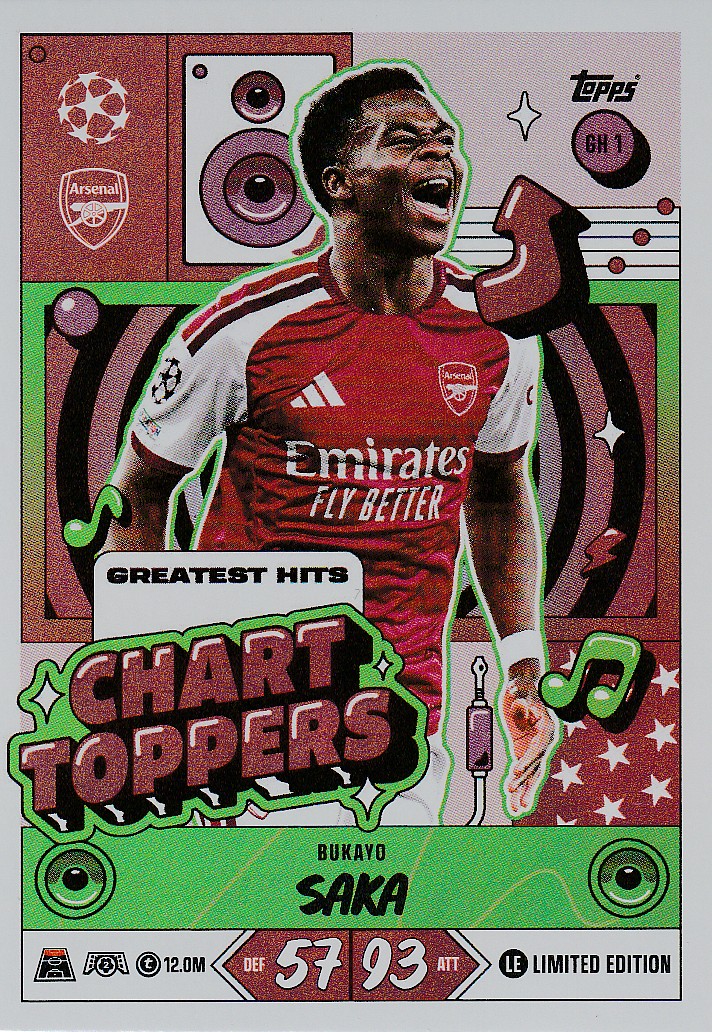 topps
GH 1
Arsenal
Arsenal
Emirates
FLY BETTER
GREATEST HITS
CHART
TOPPERS
BUKAYO
SAKA
12.0M
DEF 57 93 ATT
LE LIMITED EDITION